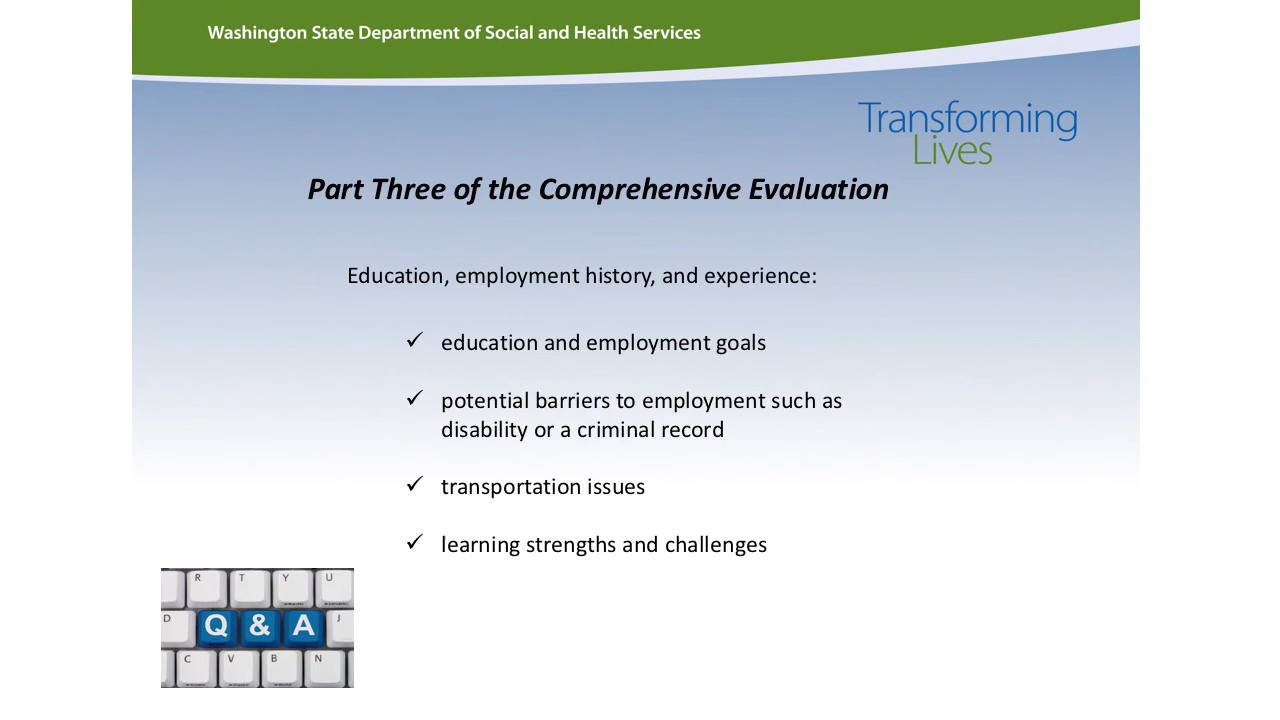 Washington State Department of Social and Health Services
Transforming
Lives
Part Three of the Comprehensive Evaluation
Education, employment history, and experience:
✓ education and employment goals
✓ potential barriers to employment such as
disability or a criminal record
✓ transportation issues
✓ learning strengths and challenges
R T Y U
D Q & A J
C V B N